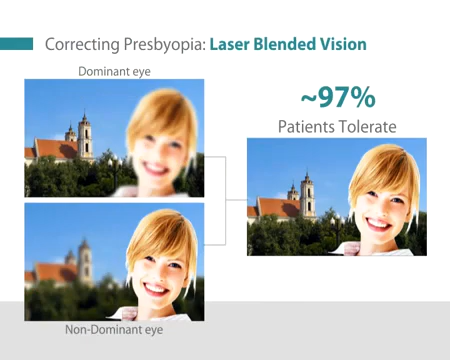 Correcting Presbyopia: Laser Blended Vision
Dominant eye
~97%
Patients Tolerate
Non-Dominant eye